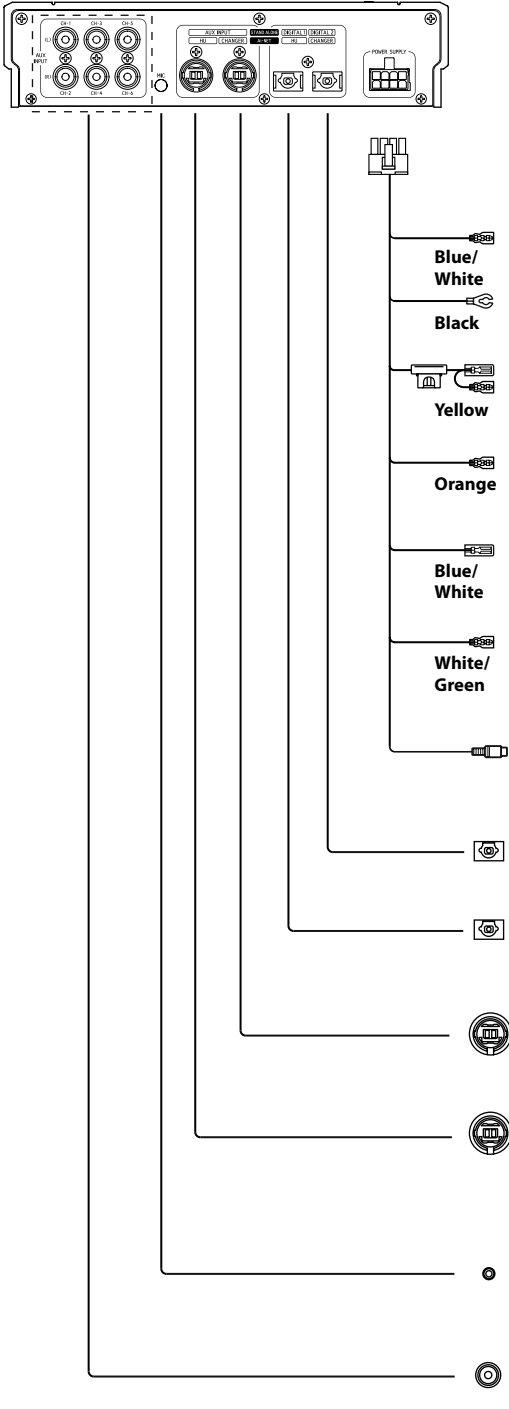 CH-1 CH-3 CH-5
(L)
AUX
INPUT
(R)
CH-2 CH-4 CH-6
MIC
AUX INPUT STAND ALONE DIGITAL 1 DIGITAL 2
HU CHANGER Ai-NET HU CHANGER
POWER SUPPLY
Blue/
White
Black
Yellow
Orange
Blue/
White
White/
Green